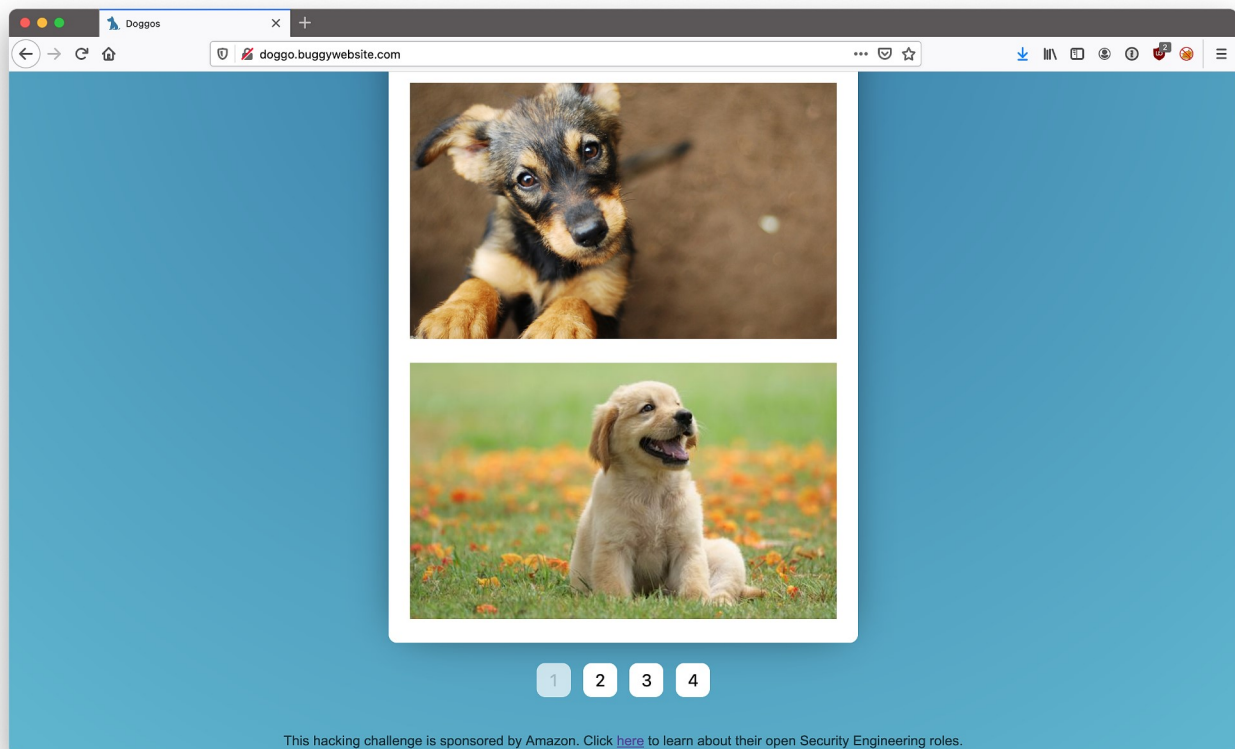 Doggos
doggo.buggywebsite.com
2
1 2 3 4
This hacking challenge is sponsored by Amazon. Click here to learn about their open Security Engineering roles.